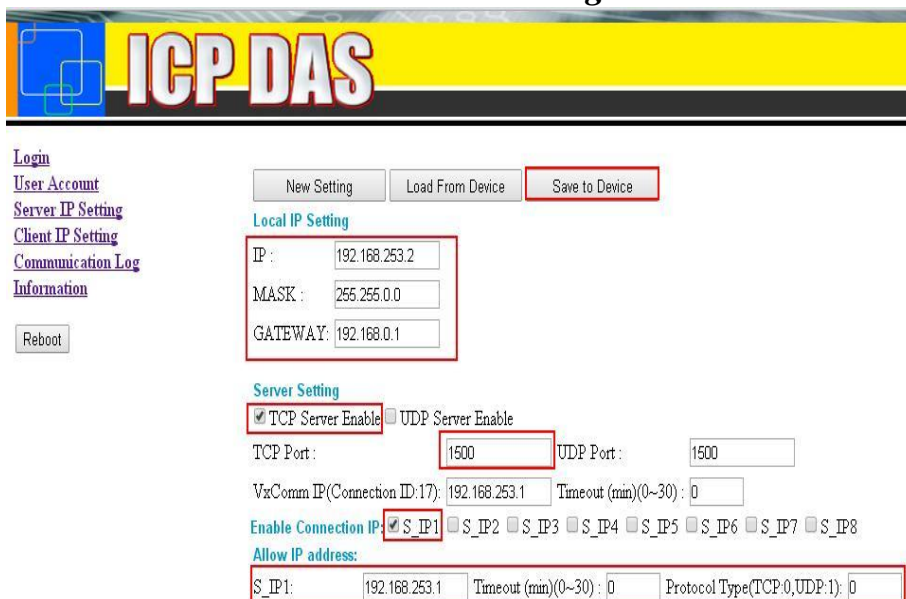 ICP DAS
Login
User Account
Server IP Setting
Client IP Setting
Communication Log
Information
Reboot
New Setting Load From Device Save to Device
Local IP Setting
IP : 192.168.253.2
MASK : 255.255.0.0
GATEWAY: 192.168.0.1
Server Setting
TCP Server Enable UDP Server Enable
TCP Port : 1500 UDP Port : 1500
VxComm IP(Connection ID:17): 192.168.253.1 Timeout (min)(0~30) : 0
Enable Connection IP: S_IP1 S_IP2 S_IP3 S_IP4 S_IP5 S_IP6 S_IP7 S_IP8
Allow IP address:
S_IP1: 192.168.253.1 Timeout (min)(0~30) : 0 Protocol Type(TCP:0,UDP:1): 0